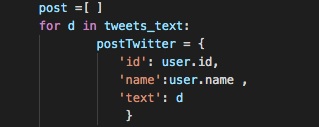 post =[ ]
for d in tweets_text:
postTwitter = {
'id': user.id,
'name':user.name ,
'text': d
}